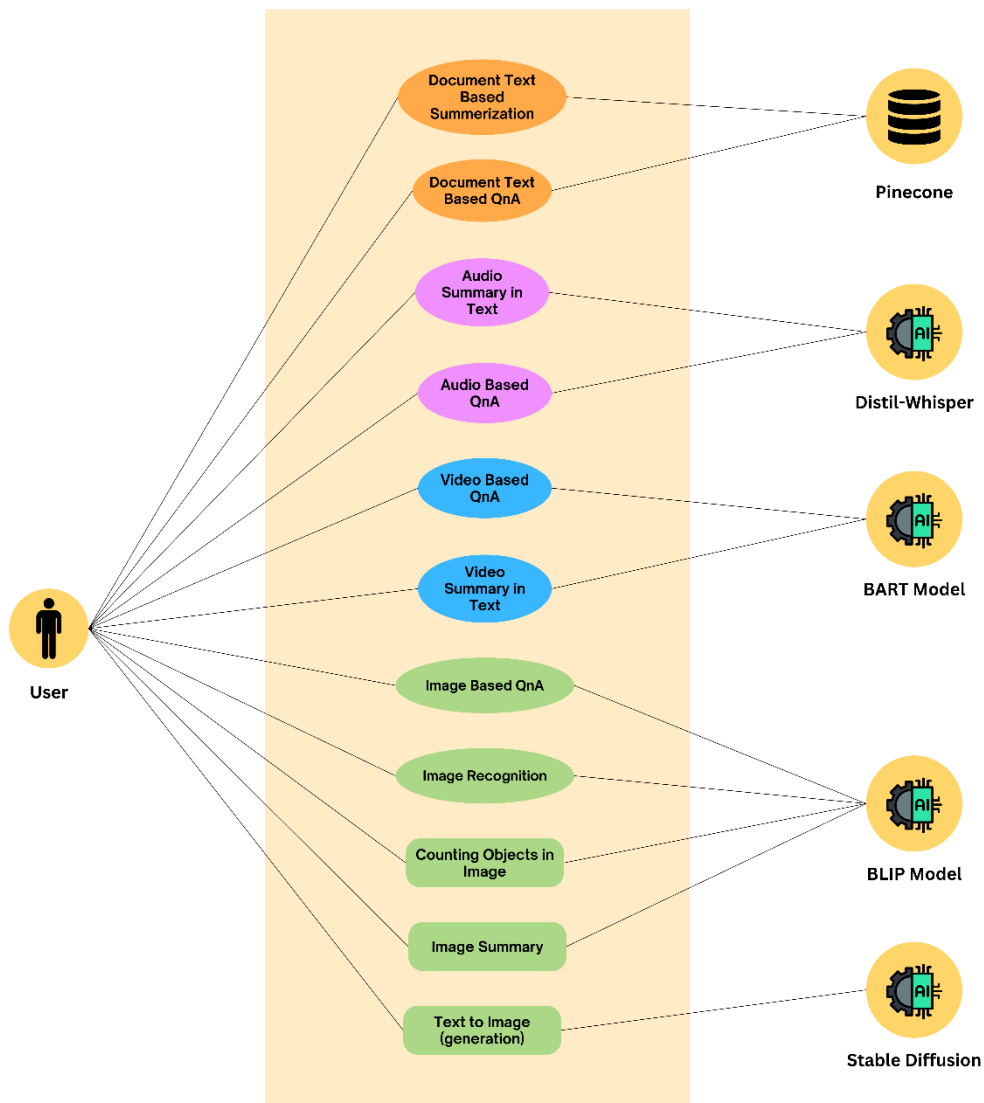 Document Text
Based
Summerization
Document Text
Based QnA
Audio
Summary in
Text
Audio Based
QnA
Video Based
QnA
Video
Summary in
Text
Image Based QnA
Image Recognition
Counting Objects in
Image
Image Summary
Text to Image
(generation)
User
Pinecone
AI
Distil-Whisper
AI
BART Model
AI
BLIP Model
AI
Stable Diffusion